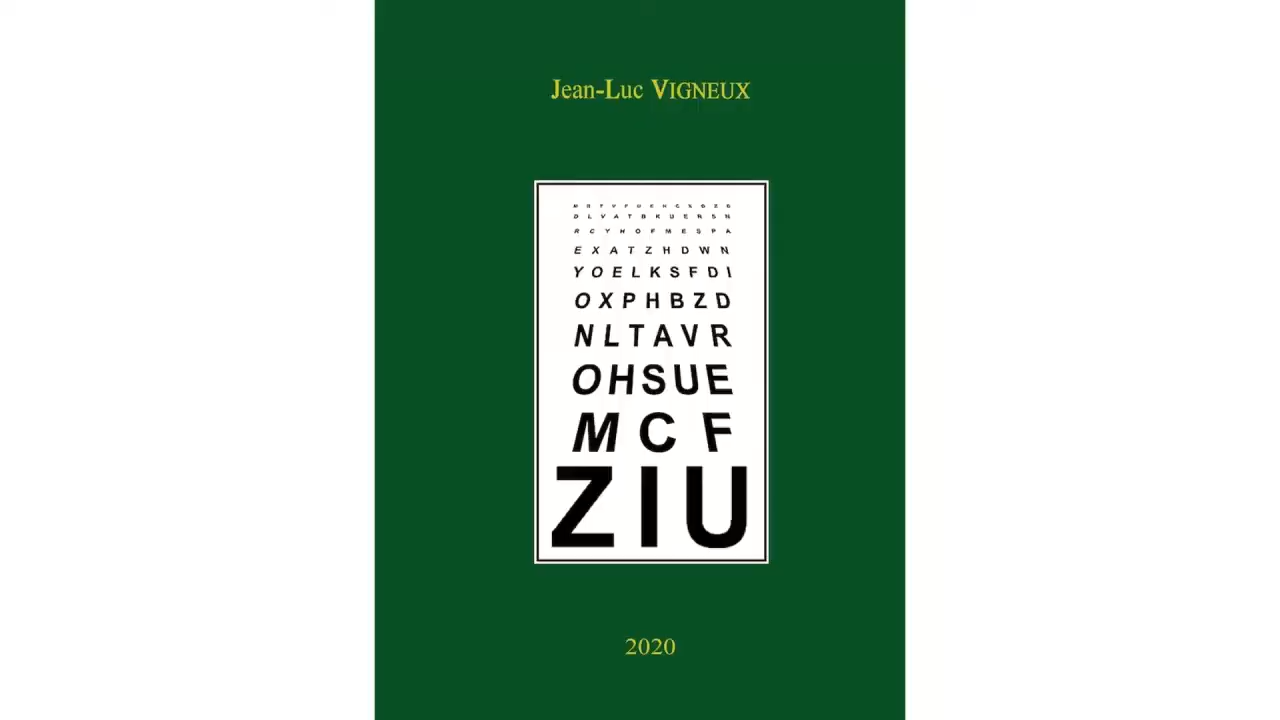 Jean-Luc VIGNEUX
D L V A T B K U E R S N
R C Y H O F M E S P A
E X A T Z H D W N
Y O E L K S F D I
O X P H B Z D
N L T A V R
O H S U E
M C F
Z I U
2020